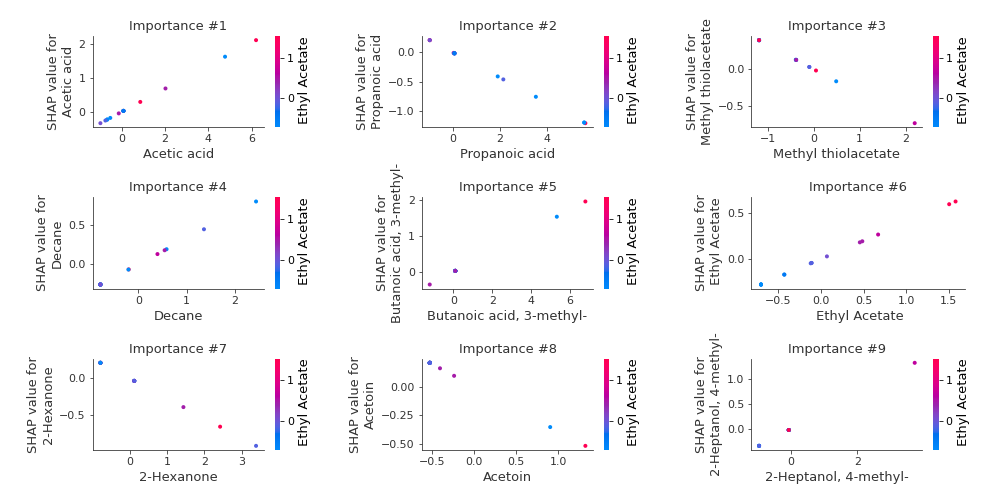 Importance #1
SHAP value for
Acetic acid
2
1
0
0
2
4
6
Acetic acid
1
0
Ethyl Acetate
Importance #2
SHAP value for
Propanoic acid
0.0
−0.5
−1.0
0
2
4
Propanoic acid
1
0
Ethyl Acetate
Importance #3
SHAP value for
Methyl thiolacetate
0.0
−0.5
−1
0
1
2
Methyl thiolacetate
1
0
Ethyl Acetate
Importance #4
SHAP value for
Decane
0.5
0.0
0
1
2
Decane
1
0
Ethyl Acetate
Importance #5
SHAP value for
Butanoic acid, 3-methyl-
2
1
0
0
2
4
6
Butanoic acid, 3-methyl-
1
0
Ethyl Acetate
Importance #6
SHAP value for
Ethyl Acetate
0.5
0.0
−0.5
0.0
0.5
1.0
1.5
Ethyl Acetate
1
0
Ethyl Acetate
Importance #7
SHAP value for
2-Hexanone
0.0
−0.5
0
1
2
3
2-Hexanone
1
0
Ethyl Acetate
Importance #8
SHAP value for
Acetoin
0.00
−0.25
−0.50
−0.5
0.0
0.5
1.0
Acetoin
1
0
Ethyl Acetate
Importance #9
SHAP value for
2-Heptanol, 4-methyl-
1.0
0.5
0.0
0
2
2-Heptanol, 4-methyl-
1
0
Ethyl Acetate